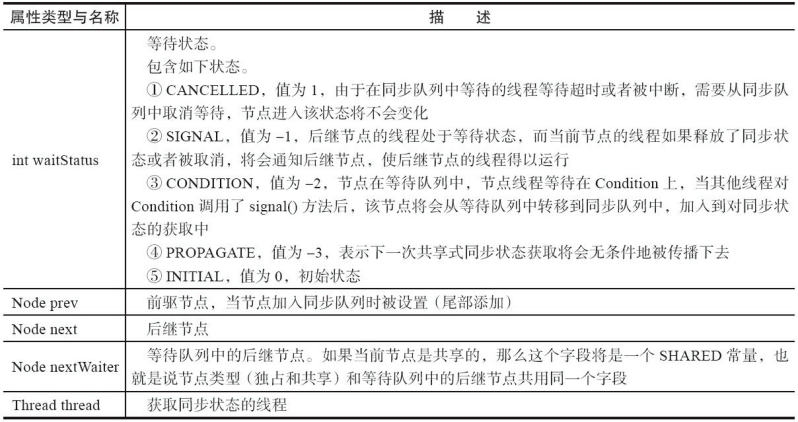 属性类型与名称
描 述
int waitStatus
等待状态。
包含如下状态。
① CANCELLED，值为 1，由于在同步队列中等待的线程等待超时或者被中断，需要从同步队
列中取消等待，节点进入该状态将不会变化
② SIGNAL，值为 –1，后继节点的线程处于等待状态，而当前节点的线程如果释放了同步状
态或者被取消，将会通知后继节点，使后继节点的线程得以运行
③ CONDITION，值为 –2，节点在等待队列中，节点线程等待在 Condition 上，当其他线程对
Condition 调用了 signal() 方法后，该节点将会从等待队列中转移到同步队列中，加入到对同步状
态的获取中
④ PROPAGATE，值为 –3，表示下一次共享式同步状态获取将会无条件地被传播下去
⑤ INITIAL，值为 0，初始状态
Node prev
前驱节点，当节点加入同步队列时被设置（尾部添加）
Node next
后继节点
Node nextWaiter
等待队列中的后继节点。如果当前节点是共享的，那么这个字段将是一个 SHARED 常量，也
就是说节点类型（独占和共享）和等待队列中的后继节点共用同一个字段
Thread thread
获取同步状态的线程